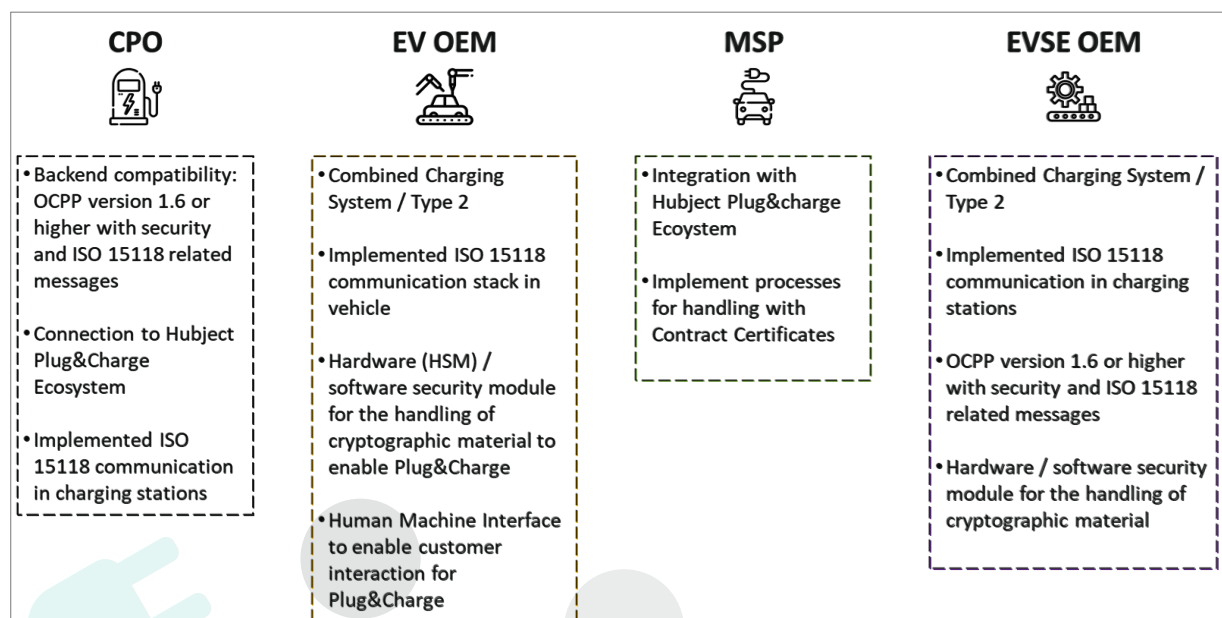 CPO
• Backend compatibility:
OCPP version 1.6 or
higher with security
and ISO 15118 related
messages
• Connection to Hubject
Plug&Charge
Ecosystem
• Implemented ISO
15118 communication
in charging stations
EV OEM
• Combined Charging
System / Type 2
• Implemented ISO 15118
communication stack in
vehicle
• Hardware (HSM) /
software security module
for the handling of
cryptographic material to
enable Plug&Charge
• Human Machine Interface
to enable customer
interaction for
Plug&Charge
MSP
• Integration with
Hubject Plug&charge
Ecoystem
• Implement processes
for handling with
Contract Certificates
EVSE OEM
• Combined Charging System /
Type 2
• Implemented ISO 15118
communication in charging
stations
• OCPP version 1.6 or higher
with security and ISO 15118
related messages
• Hardware / software security
module for the handling of
cryptographic material